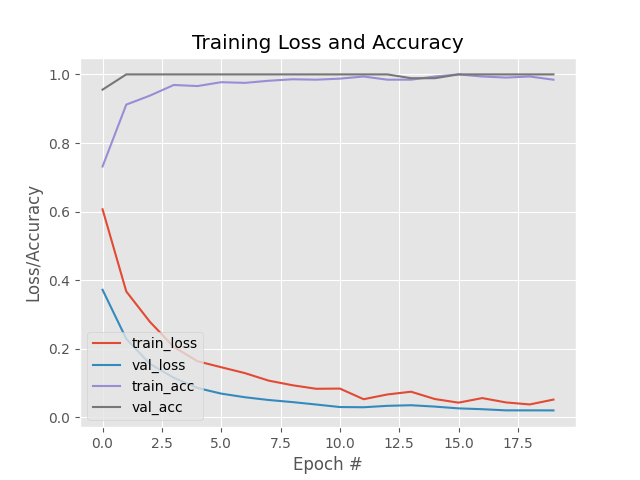 Training Loss and Accuracy
1.0
0.8
0.6
0.4
0.2
0.0
Loss/Accuracy
train_loss
val_loss
train_acc
val_acc
0.0 2.5 5.0 7.5 10.0 12.5 15.0 17.5
Epoch #